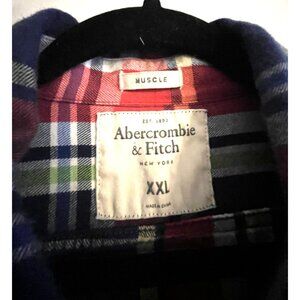 MUSCLE
EST. 1892
Abercrombie
& Fitch
NEW YORK
XXL
MADE IN CHINA